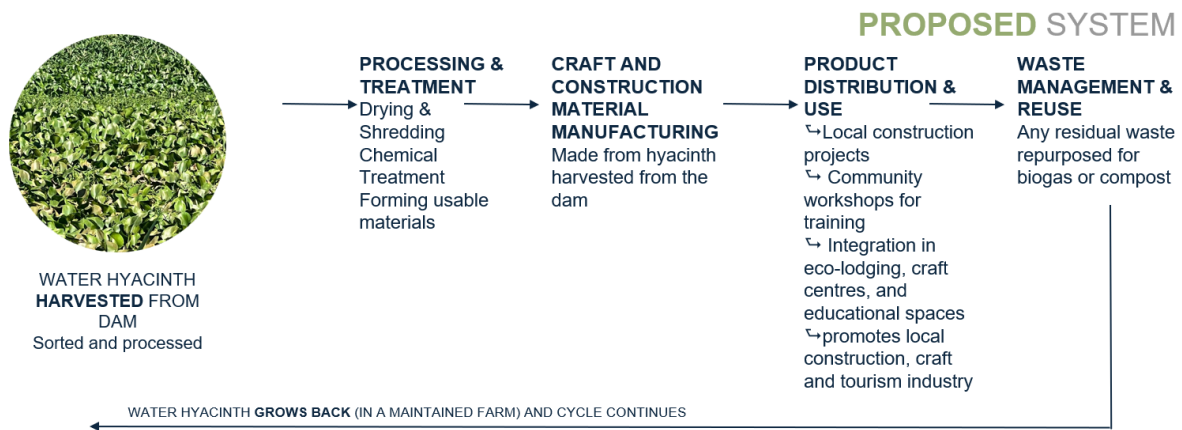 PROPOSED SYSTEM
WATER HYACINTH
HARVESTED FROM
DAM
Sorted and processed
PROCESSING &
TREATMENT
Drying &
Shredding
Chemical
Treatment
Forming usable
materials
CRAFT AND
CONSTRUCTION
MATERIAL
MANUFACTURING
Made from hyacinth
harvested from the
dam
PRODUCT
DISTRIBUTION &
USE
⮡Local construction
projects
⮡ Community
workshops for
training
⮡ Integration in
eco-lodging, craft
centres, and
educational spaces
⮡promotes local
construction, craft
and tourism industry
WASTE
MANAGEMENT &
REUSE
Any residual waste
repurposed for
biogas or compost
WATER HYACINTH GROWS BACK (IN A MAINTAINED FARM) AND CYCLE CONTINUES